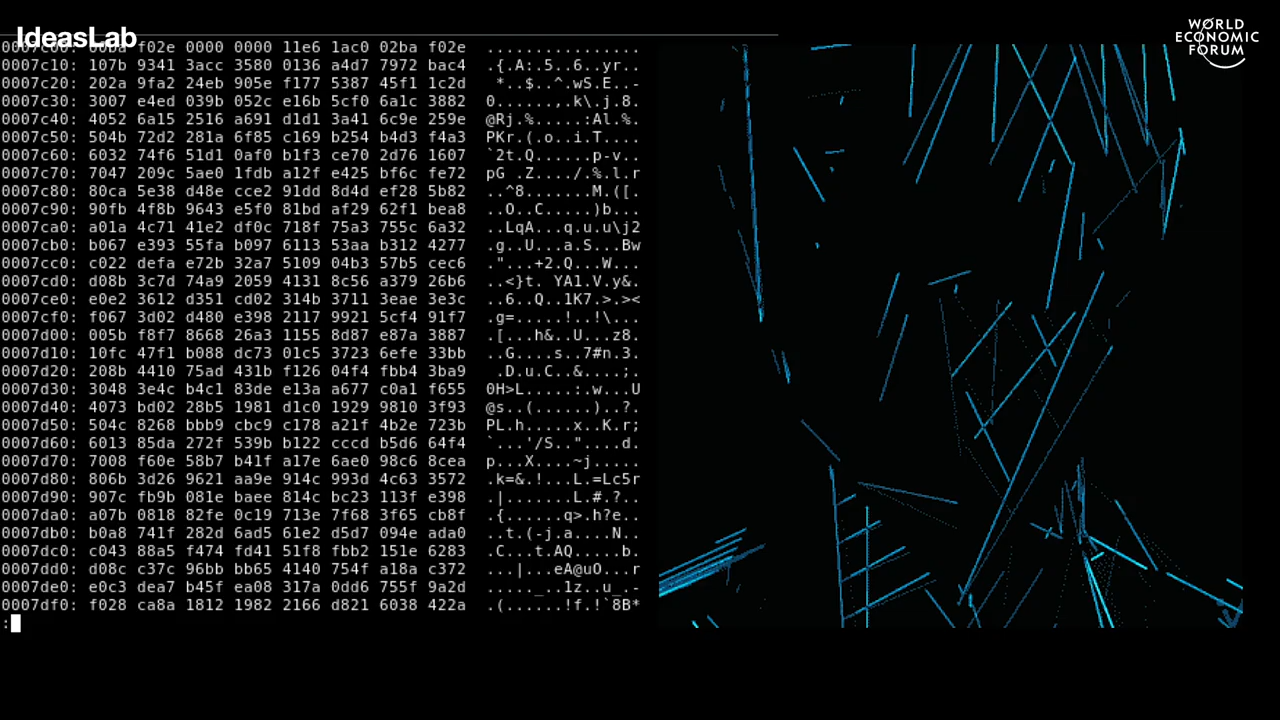 IdeasLab
WORLD
ECONOMIC
FORUM
0007c00: 00ba f02e 0000 0000 11e6 1ac0 02ba f02e ................
0007c10: 107b 9341 3acc 3580 0136 a4d7 7972 bac4 .{.A:.5..6..yr..
0007c20: 202a 9fa2 24eb 905e f177 5387 45f1 1c2d *..$..^.wS.E..-
0007c30: 3007 e4ed 039b 052c e16b 5cf0 6a1c 3882 0......,.k\.j.8.
0007c40: 4052 6a15 2516 a691 d1d1 3a41 6c9e 259e @Rj.%.....:Al.%.
0007c50: 504b 72d2 281a 6f85 c169 b254 b4d3 f4a3 PKr.(.o..i.T....
0007c60: 6032 74f6 51d1 0af0 b1f3 ce70 2d76 1607 `2t.Q......p-v..
0007c70: 7047 209c 5ae0 1fdb a12f e425 bf6c fe72 pG .Z..../.%.l.r
0007c80: 80ca 5e38 d48e cce2 91dd 8d4d ef28 5b82 ..^8.......M.([.
0007c90: 90fb 4f8b 9643 e5f0 81bd af29 62f1 bea8 ..O..C.....)b...
0007ca0: a01a 4c71 41e2 df0c 718f 75a3 755c 6a32 ..LqA...q.u.u\j2
0007cb0: b067 e393 55fa b097 6113 53aa b312 4277 .g..U...a.S...Bw
0007cc0: c022 defa e72b 32a7 5109 04b3 57b5 cec6 ."...+2.Q...W...
0007cd0: d08b 3c7d 74a9 2059 4131 8c56 a379 26b6 ..<}t. YA1.V.y&.
0007ce0: e0e2 3612 d351 cd02 314b 3711 3eae 3e3c ..6..Q..1K7.>.><
0007cf0: f067 3d02 d480 e398 2117 9921 5cf4 91f7 .g=.....!..!\...
0007d00: 005b f8f7 8668 26a3 1155 8d87 e87a 3887 .[...h&..U...z8.
0007d10: 10fc 47f1 b088 dc73 01c5 3723 6efe 33bb ..G....s..7#n.3.
0007d20: 208b 4410 75ad 431b f126 04f4 fbb4 3ba9 .D.u.C..&....;.
0007d30: 3048 3e4c b4c1 83de e13a a677 c0a1 f655 0H>L.....:.w...U
0007d40: 4073 bd02 28b5 1981 d1c0 1929 9810 3f93 @s..(......)..?.
0007d50: 504c 8268 bbb9 cbc9 c178 a21f 4b2e 723b PL.h.....x..K.r;
0007d60: 6013 85da 272f 539b b122 cccd b5d6 64f4 `...'/S.."....d.
0007d70: 7008 f60e 58b7 b41f a17e 6ae0 98c6 8cea p...X....~j.....
0007d80: 806b 3d26 9621 aa9e 914c 993d 4c63 3572 .k=&.!...L.=Lc5r
0007d90: 907c fb9b 081e baee 814c bc23 113f e398 .|.......L.#.?..
0007da0: a07b 0818 82fe 0c19 713e 7f68 3f65 cb8f .{......q>.h?e..
0007db0: b0a8 741f 282d 6ad5 61e2 d5d7 094e ada0 ..t.(-j.a....N..
0007dc0: c043 88a5 f474 fd41 51f8 fbb2 151e 6283 .C...t.AQ.....b.
0007dd0: d08c c37c 96bb bb65 4140 754f a18a c372 ...|...eA@uO...r
0007de0: e0c3 dea7 b45f ea08 317a 0dd6 755f 9a2d ....._..1z..u_.-
0007df0: f028 ca8a 1812 1982 2166 d821 6038 422a .(......!f.!`8B*
: